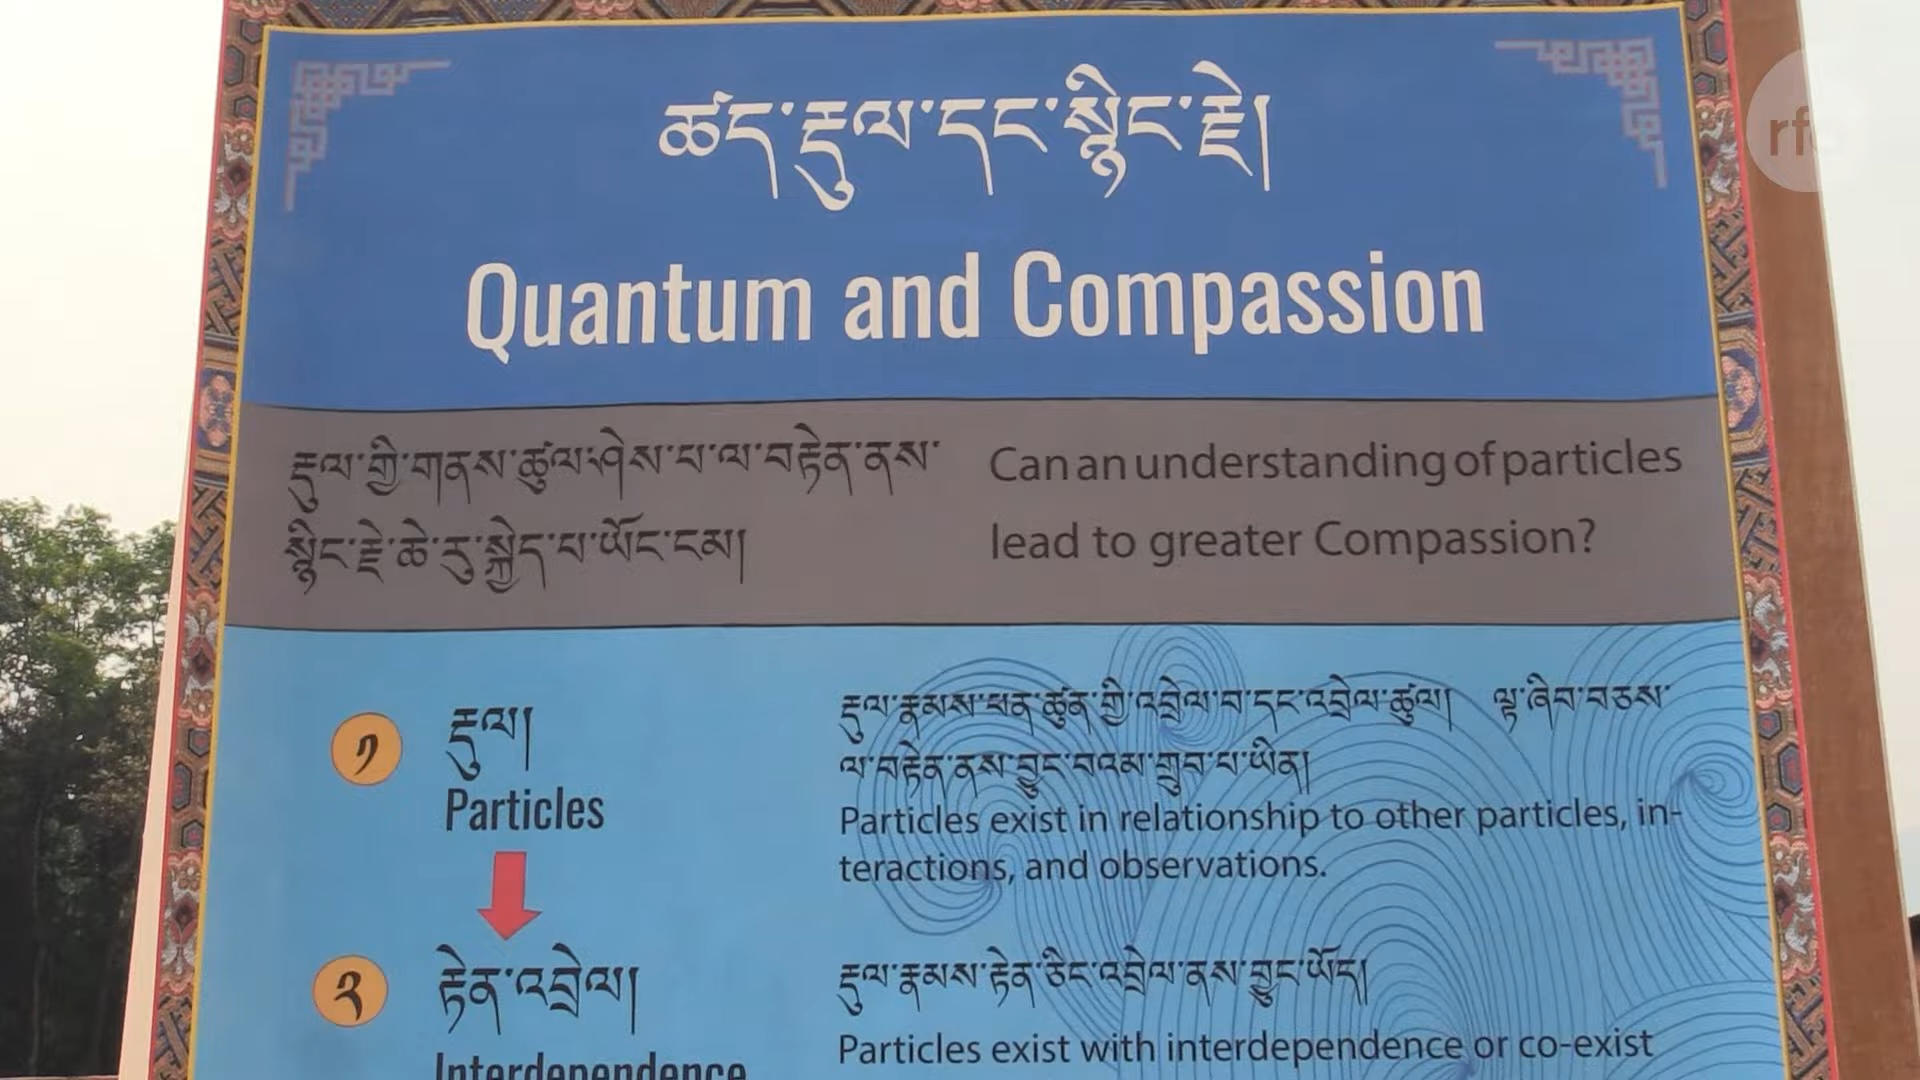 ཚད་རྡུལ་དང་སྙིང་རྗེ།
Quantum and Compassion
རྡུལ་གྱི་གནས་ཚུལ་ཤེས་པ་ལ་བརྟེན་ནས་
སྙིང་རྗེ་ཆེ་རུ་སྐྱེད་པ་ཡོང་ངམ།
Can an understanding of particles
lead to greater Compassion?
༡
རྡུལ།
Particles
རྡུལ་རྣམས་ཕན་ཚུན་གྱི་འབྲེལ་བ་དང་འབྲེལ་ཚུལ། ལྟ་ཞིབ་བཅས་
ལ་བརྟེན་ནས་བྱུང་བའམ་གྲུབ་པ་ཡིན།
Particles exist in relationship to other particles, in-
teractions, and observations.
༢
རྟེན་འབྲེལ།
Interdependence
རྡུལ་རྣམས་རྟེན་ཅིང་འབྲེལ་ནས་བྱུང་ཡོད།
Particles exist with interdependence or co-exist